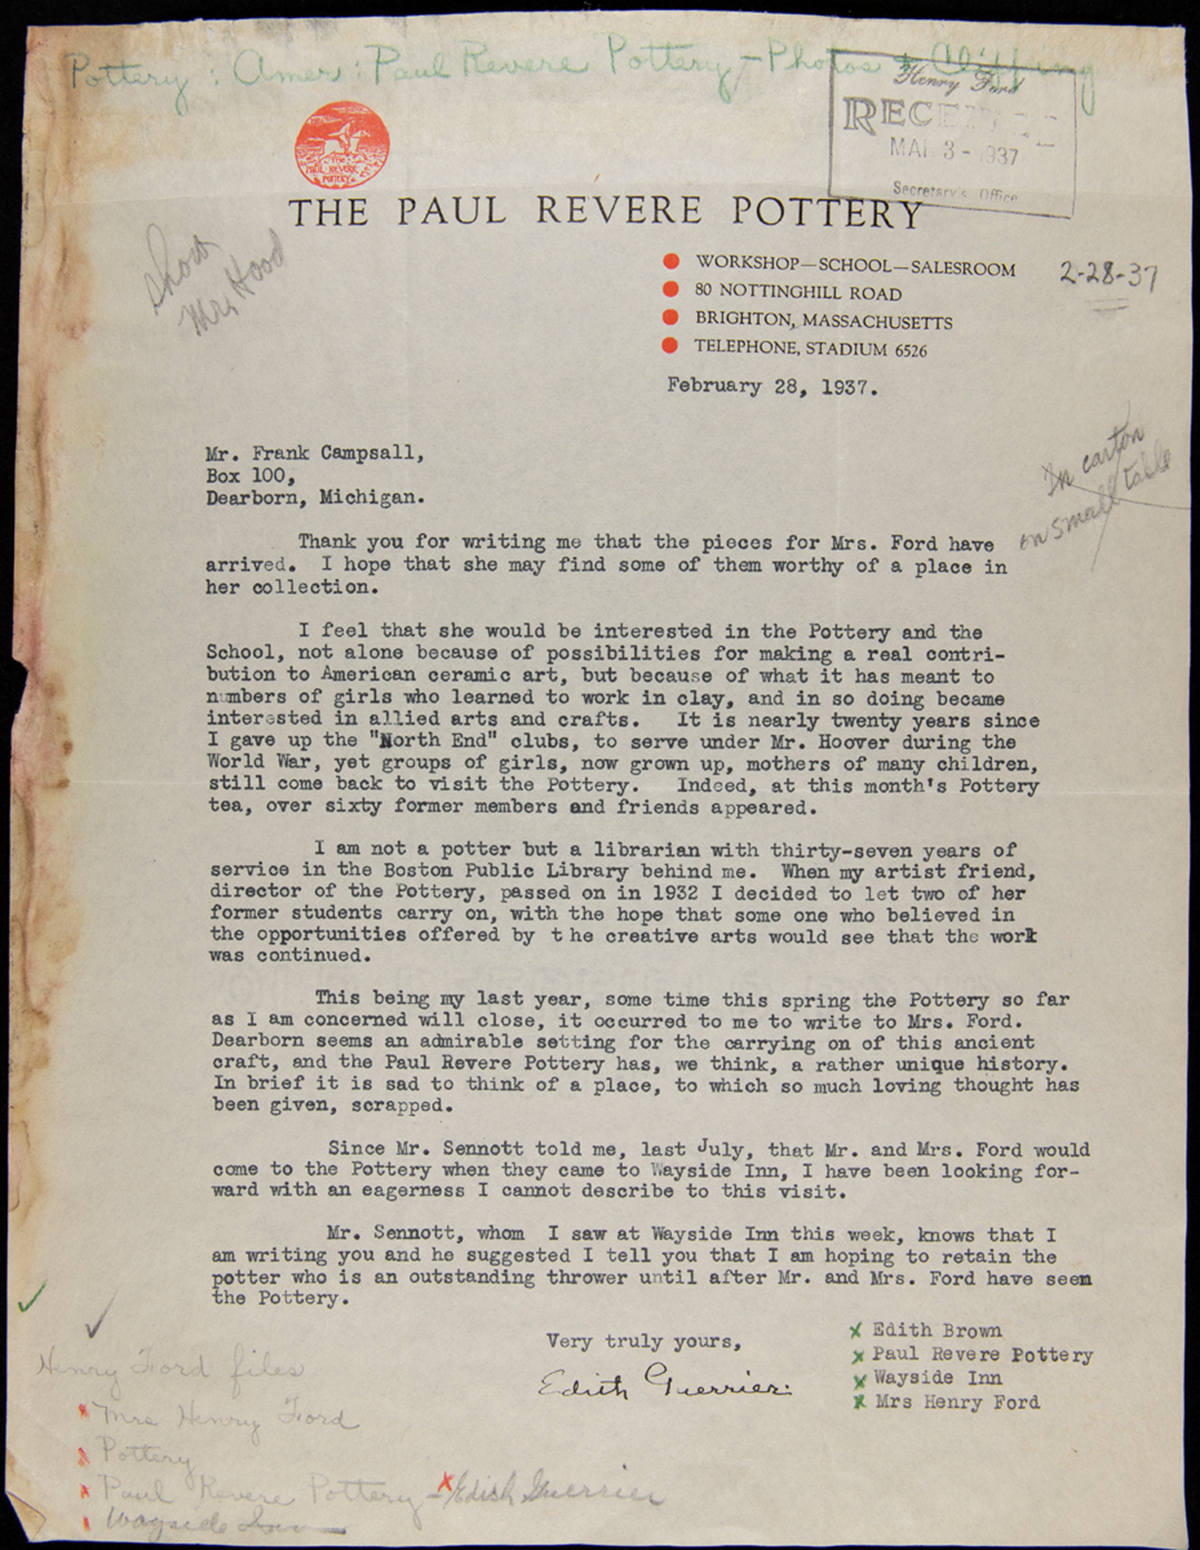 Pottery : Amer : Paul Revere Pottery - Photos & Clipping
Henry Ford
RECEIVED
MAR 3 - 1937
Secretary's Office
THE
PAUL REVERE
POTTERY
THE PAUL REVERE POTTERY
WORKSHOP—SCHOOL—SALESROOM
80 NOTTINGHILL ROAD
BRIGHTON, MASSACHUSETTS
TELEPHONE, STADIUM 6526
2-28-37
Show
Mr. Hood
February 28, 1937.
Mr. Frank Campsall,
Box 100,
Dearborn, Michigan.
In carton
on small table
Thank you for writing me that the pieces for Mrs. Ford have
arrived. I hope that she may find some of them worthy of a place in
her collection.
I feel that she would be interested in the Pottery and the
School, not alone because of possibilities for making a real contri-
bution to American ceramic art, but because of what it has meant to
numbers of girls who learned to work in clay, and in so doing became
interested in allied arts and crafts. It is nearly twenty years since
I gave up the "North End" clubs, to serve under Mr. Hoover during the
World War, yet groups of girls, now grown up, mothers of many children,
still come back to visit the Pottery. Indeed, at this month's Pottery
tea, over sixty former members and friends appeared.
I am not a potter but a librarian with thirty-seven years of
service in the Boston Public Library behind me. When my artist friend,
director of the Pottery, passed on in 1932 I decided to let two of her
former students carry on, with the hope that some one who believed in
the opportunities offered by t he creative arts would see that the work
was continued.
This being my last year, some time this spring the Pottery so far
as I am concerned will close, it occurred to me to write to Mrs. Ford.
Dearborn seems an admirable setting for the carrying on of this ancient
craft, and the Paul Revere Pottery has, we think, a rather unique history.
In brief it is sad to think of a place, to which so much loving thought has
been given, scrapped.
Since Mr. Sennott told me, last July, that Mr. and Mrs. Ford would
come to the Pottery when they came to Wayside Inn, I have been looking for-
ward with an eagerness I cannot describe to this visit.
Mr. Sennott, whom I saw at Wayside Inn this week, knows that I
am writing you and he suggested I tell you that I am hoping to retain the
potter who is an outstanding thrower until after Mr. and Mrs. Ford have seen
the Pottery.
Very truly yours,
Edith Guerrier.
x Edith Brown
x Paul Revere Pottery
x Wayside Inn
x Mrs Henry Ford
Henry Ford files
x Mrs Henry Ford
x Pottery
x Paul Revere Pottery - x Edith Guerrier
x Wayside Inn